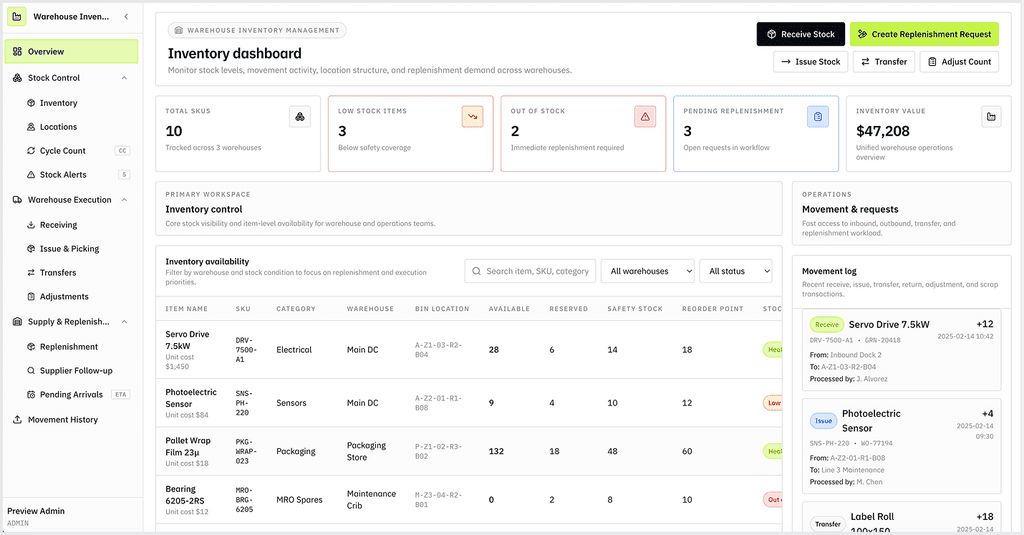 Warehouse Inven...
Overview
Stock Control
Inventory
Locations
Cycle Count CC
Stock Alerts 5
Warehouse Execution
Receiving
Issue & Picking
Transfers
Adjustments
Supply & Replenish...
Replenishment
Supplier Follow-up
Pending Arrivals ETA
Movement History
Preview Admin
ADMIN
WAREHOUSE INVENTORY MANAGEMENT
Inventory dashboard
Monitor stock levels, movement activity, location structure, and replenishment demand across warehouses.
Receive Stock
Create Replenishment Request
Issue Stock
Transfer
Adjust Count
TOTAL SKUS
10
Tracked across 3 warehouses
LOW STOCK ITEMS
3
Below safety coverage
OUT OF STOCK
2
Immediate replenishment required
PENDING REPLENISHMENT
3
Open requests in workflow
INVENTORY VALUE
$47,208
Unified warehouse operations
overview
PRIMARY WORKSPACE
Inventory control
Core stock visibility and item-level availability for warehouse and operations teams.
Inventory availability
Filter by warehouse and stock condition to focus on replenishment and execution
priorities.
Search item, SKU, category
All warehouses
All status
ITEM NAME SKU CATEGORY WAREHOUSE BIN LOCATION AVAILABLE RESERVED SAFETY STOCK REORDER POINT STOC
Servo Drive
7.5kW
Unit cost
$1,450
DRV-
7500-
A1
Electrical
Main DC
A-Z1-03-R2-
B04
28
6
14
18
Heal
Photoelectric
Sensor
Unit cost $84
SNS-
PH-
220
Sensors
Main DC
A-Z2-01-R1-
B08
9
4
10
12
Low
Pallet Wrap
Film 23µ
Unit cost $18
PKG-
WRAP-
023
Packaging
Packaging
Store
P-Z1-02-R3-
B02
132
18
48
60
Heal
Bearing
6205-2RS
Unit cost $12
MRO-
BRG-
6205
MRO Spares
Maintenance
Crib
M-Z3-04-R2-
B01
0
2
8
10
Out
OPERATIONS
Movement & requests
Fast access to inbound, outbound, transfer, and
replenishment workload.
Movement log
Recent receive, issue, transfer, return, adjustment, and scrap
transactions.
Receive Servo Drive 7.5kW +12
DRV-7500-A1 • GRN-20418 2025-02-14 10:42
From: Inbound Dock 2
To: A-Z1-03-R2-B04
Processed by: J. Alvarez
Issue
Photoelectric
Sensor
+4
2025-02-14
09:30
SNS-PH-220 • WO-77194
From: A-Z2-01-R1-B08
To: Line 3 Maintenance
Processed by: M. Chen
Transfer
Label Roll
100x150
+18
2025-02-14